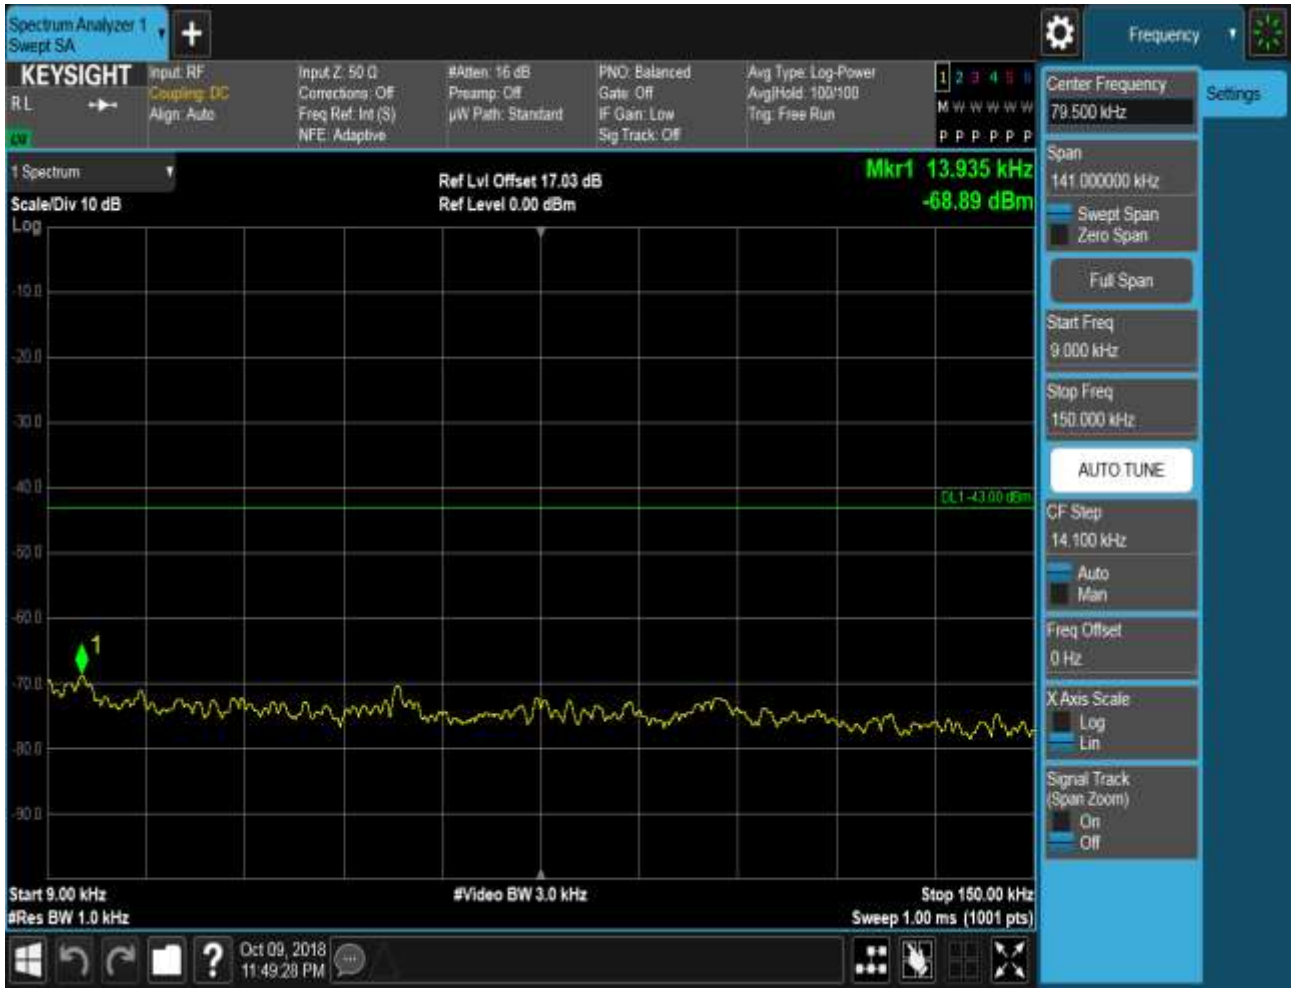 Spectrum Analyzer 1
Swept SA
Frequency
KEYSIGHT
RL
Input: RF
Coupling: DC
Align: Auto
Input Z: 50 Ω
Corrections: Off
Freq Ref: Int (S)
NFE: Adaptive
#Atten: 16 dB
Preamp: Off
µW Path: Standard
PNO: Balanced
Gate: Off
IF Gain: Low
Sig Track: Off
Avg Type: Log-Power
Avg|Hold: 100/100
Trig: Free Run
1 2 3 4 5 6
M W W W W W
P P P P P P
1 Spectrum
Scale/Div 10 dB
Log
Ref Lvl Offset 17.03 dB
Ref Level 0.00 dBm
Mkr1 13.935 kHz
-68.89 dBm
-10.0
-20.0
-30.0
-40.0
-50.0
-60.0
-70.0
-80.0
-90.0
DL1 -43.00 dBm
1
Start 9.00 kHz
#Res BW 1.0 kHz
#Video BW 3.0 kHz
Stop 150.00 kHz
Sweep 1.00 ms (1001 pts)
?
Oct 09, 2018
11:49:28 PM
Center Frequency
79.500 kHz
Settings
Span
141.000000 kHz
Swept Span
Zero Span
Full Span
Start Freq
9.000 kHz
Stop Freq
150.000 kHz
AUTO TUNE
CF Step
14.100 kHz
Auto
Man
Freq Offset
0 Hz
X Axis Scale
Log
Lin
Signal Track
(Span Zoom)
On
Off